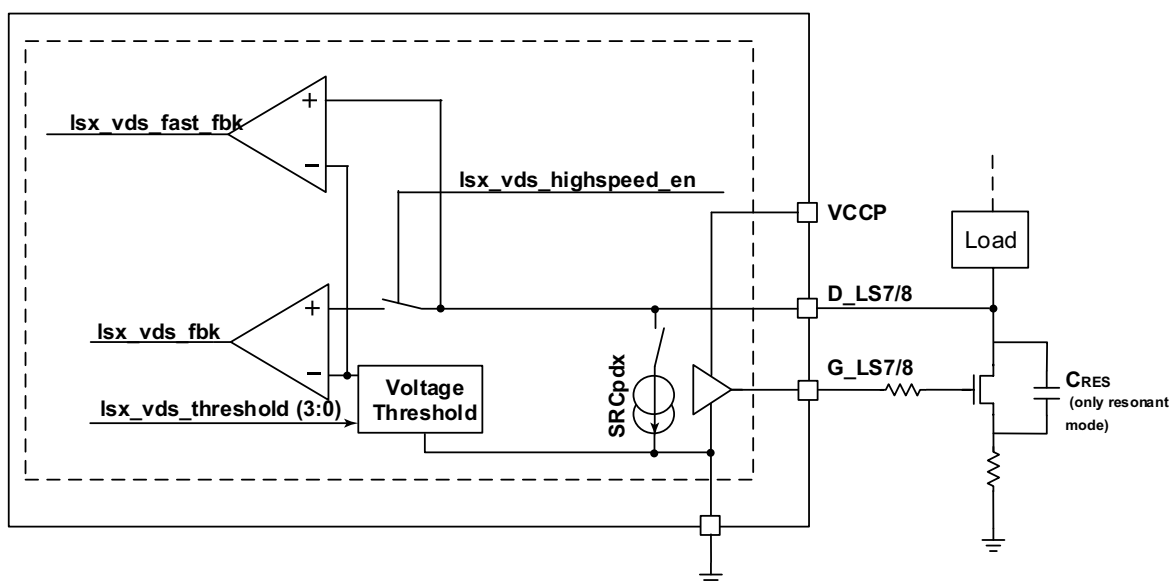 +
lsx_vds_fast_fbk
−
lsx_vds_highspeed_en
VCCP
Load
D_LS7/8
+
lsx_vds_fbk
−
Voltage
Threshold
lsx_vds_threshold (3:0)
SRCpdx
G_LS7/8
CRES
(only resonant
mode)